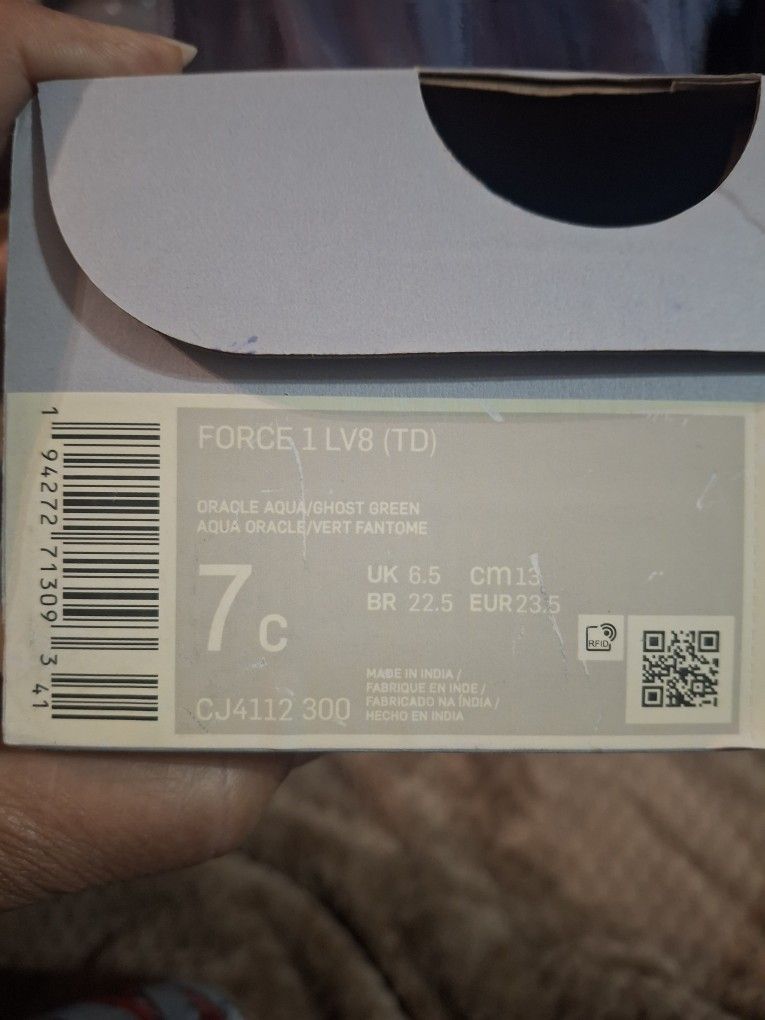 FORCE 1 LV8 (TD)
ORACLE AQUA/GHOST GREEN
AQUA ORACLE/VERT FANTOME
7C
UK 6.5 cm 13
BR 22.5 EUR 23.5
RFID
MADE IN INDIA /
FABRIQUE EN INDE /
FABRICADO NA ÍNDIA /
HECHO EN INDIA
CJ4112 300
1 94272 71309 3 41